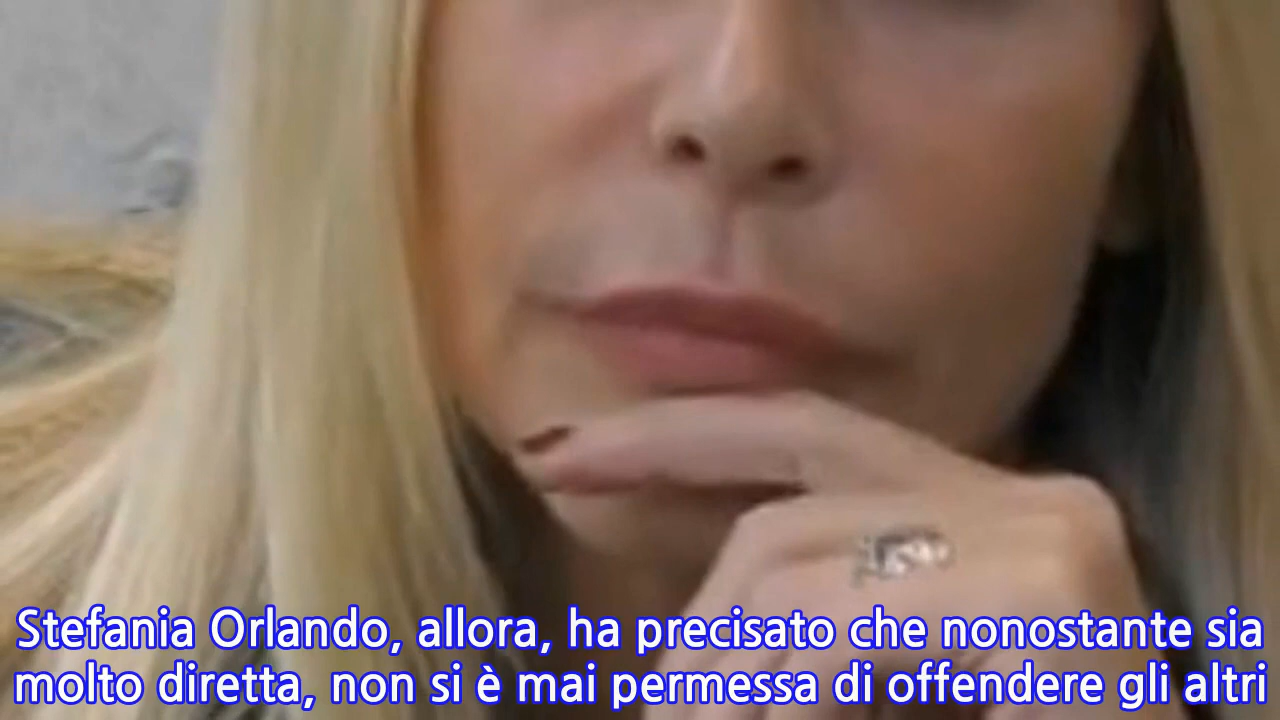 Stefania Orlando, allora, ha precisato che nonostante sia
molto diretta, non si è mai permessa di offendere gli altri